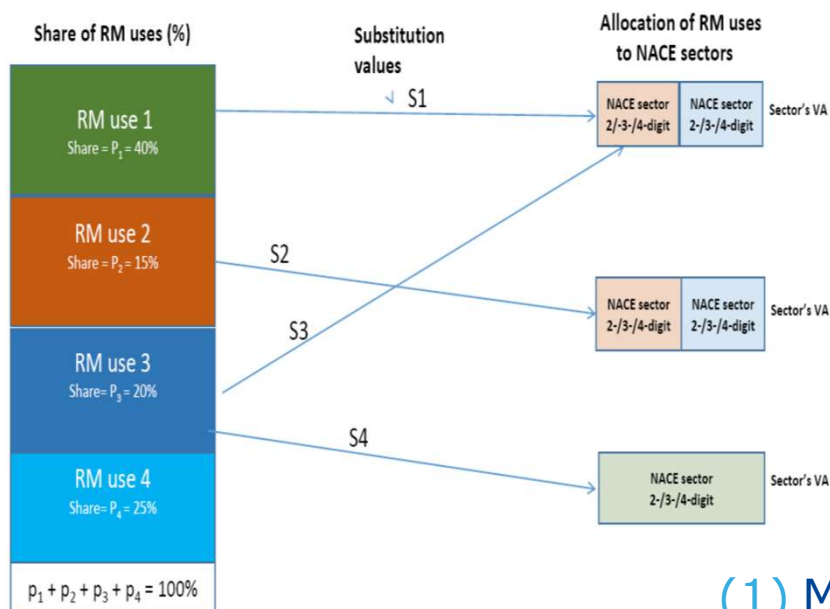 Share of RM uses (%)
Substitution
values
Allocation of RM uses
to NACE sectors
RM use 1
Share = P₁ = 40%
RM use 2
Share = P₂ = 15%
RM use 3
Share= P₃ = 20%
RM use 4
Share= P₄ = 25%
p₁ + p₂ + p₃ + p₄ = 100%
S1
S2
S3
S4
NACE sector
2/-3-/4-digit
NACE sector
2-/3-/4-digit
Sector's VA
NACE sector
2-/3-/4-digit
NACE sector
2-/3-/4-digit
Sector's VA
NACE sector
2-/3-/4-digit
Sector's VA
(1) M